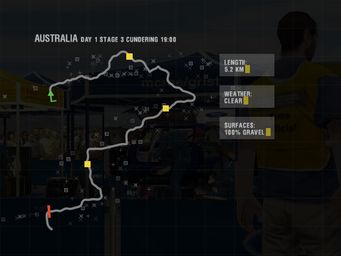 AUSTRALIA DAY 1 STAGE 3 CUNDERING 19:00
LENGTH:
5.2 KM
WEATHER:
CLEAR
SURFACES:
100% GRAVEL